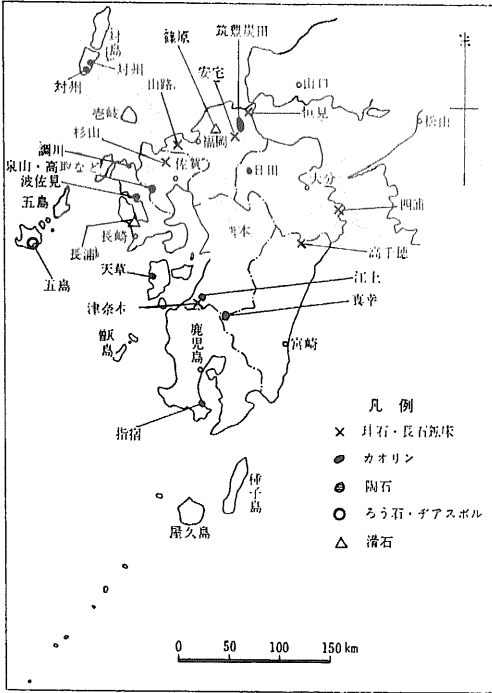 対島
対州
対州
壱岐
篠原
筑豊炭田
安宅
山路
山口
恒見
松山
福岡
杉山
調川
佐賀
泉山・高取など
波佐見
五島
日田
大分
四浦
長崎
長浦
熊本
高千穂
五島
天草
江土
真幸
津奈木
甑島
鹿児島
宮崎
指宿
種子島
屋久島
凡例
珪石・長石鉱床
カオリン
陶石
ろう石・ヂアスポル
滑石
0 50 100 150km